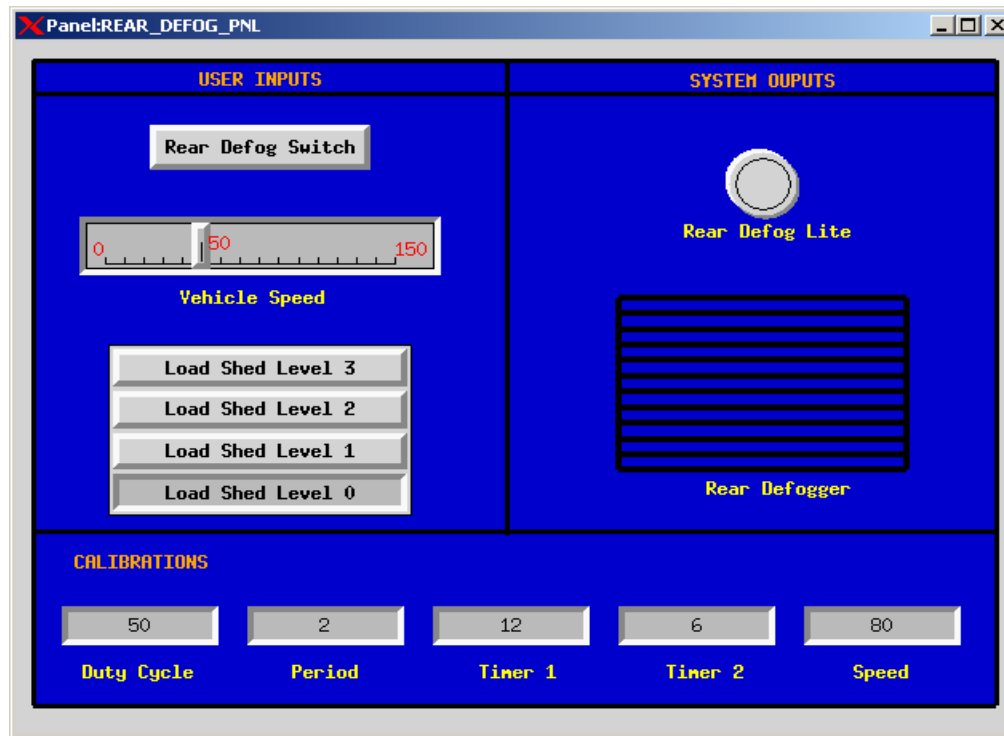 Panel:REAR_DEFOG_PNL
USER INPUTS
SYSTEM OUPUTS
Rear Defog Switch
0 50 150
Vehicle Speed
Load Shed Level 3
Load Shed Level 2
Load Shed Level 1
Load Shed Level 0
Rear Defog Lite
Rear Defogger
CALIBRATIONS
50 2 12 6 80
Duty Cycle Period Timer 1 Timer 2 Speed